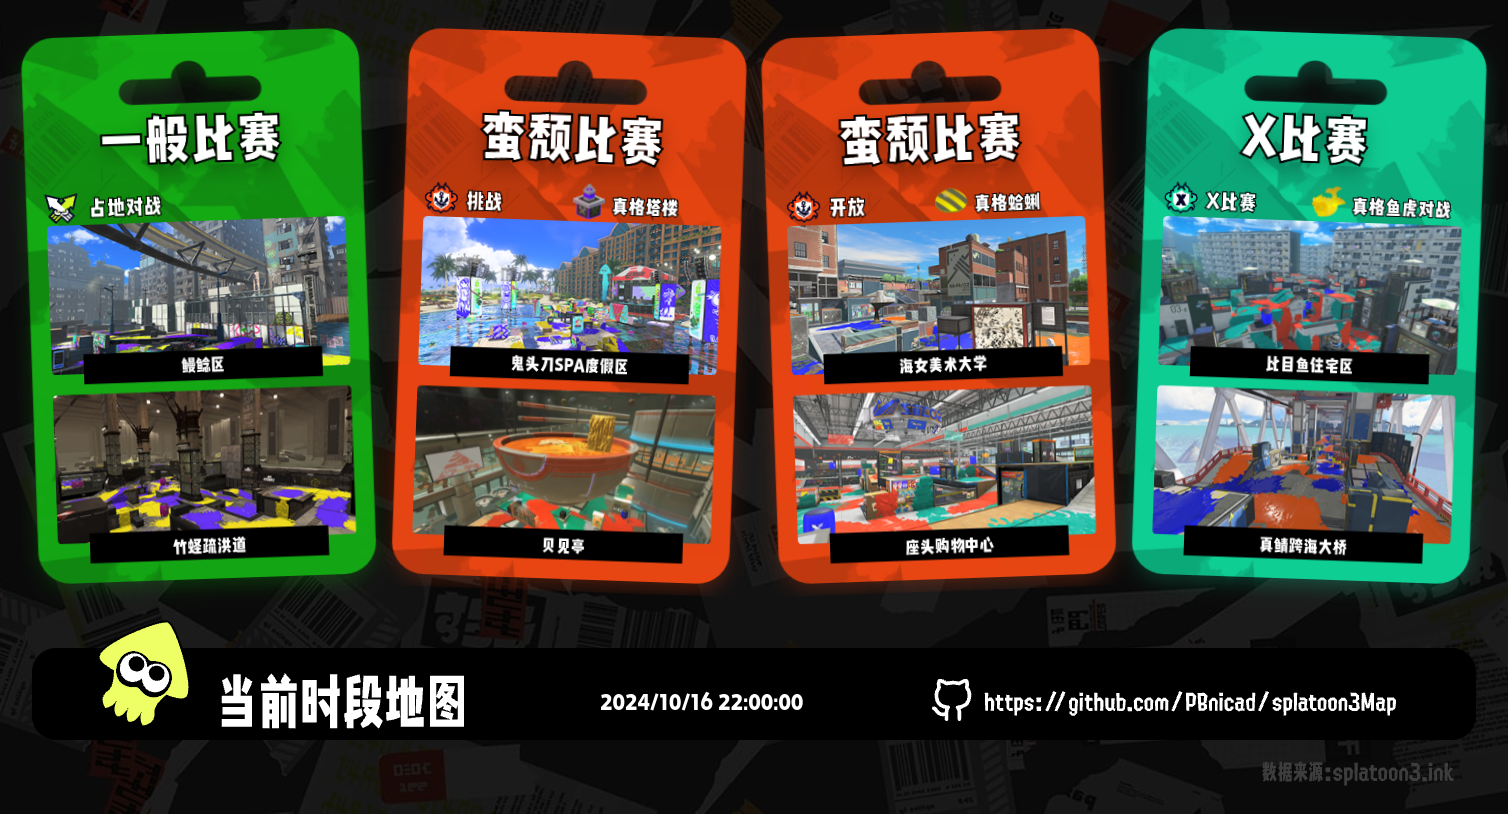 一般比赛
占地对战
鳗鲶区
竹蛏疏洪道
蛮颓比赛
挑战
真格塔楼
鬼头刀SPA度假区
贝见亭
蛮颓比赛
开放
真格蛤蜊
海女美术大学
座头购物中心
X比赛
X比赛
真格鱼虎对战
比目鱼住宅区
真鲭跨海大桥
当前时段地图
2024/10/16 22:00:00
https://github.com/PBnicad/splatoon3Map
数据来源:splatoon3.ink